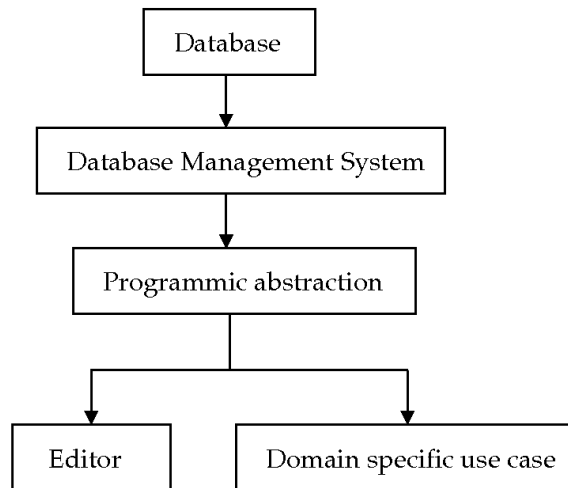 Database
Database Management System
Programmic abstraction
Editor
Domain specific use case